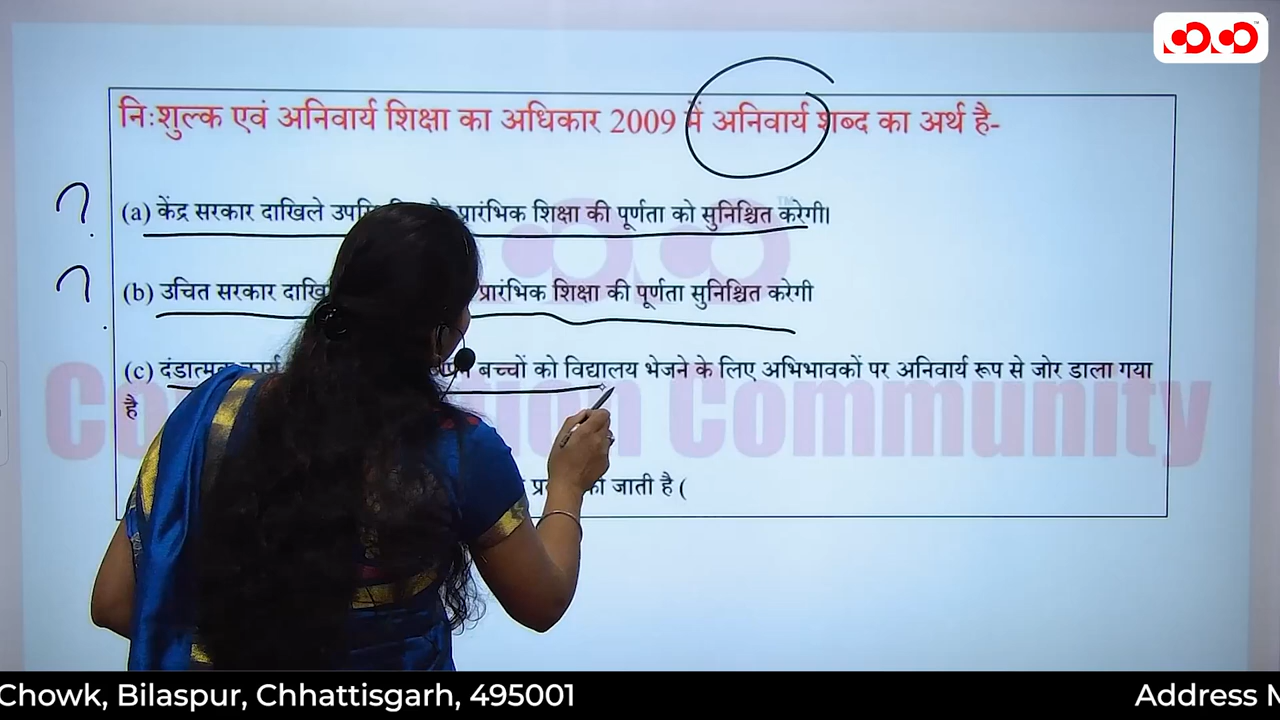 निःशुल्क एवं अनिवार्य शिक्षा का अधिकार 2009 में अनिवार्य शब्द का अर्थ है-
?
(a) केंद्र सरकार दाखिले प्रारंभिक शिक्षा की पूर्णता को सुनिश्चित करेगी।
?
(b) उचित सरकार प्रारंभिक शिक्षा की पूर्णता सुनिश्चित करेगी
(c) बच्चों को विद्यालय भेजने के लिए अभिभावकों पर अनिवार्य रूप से जोर डाला गया
है
की जाती है (
Community
Chowk, Bilaspur, Chhattisgarh, 495001
Address